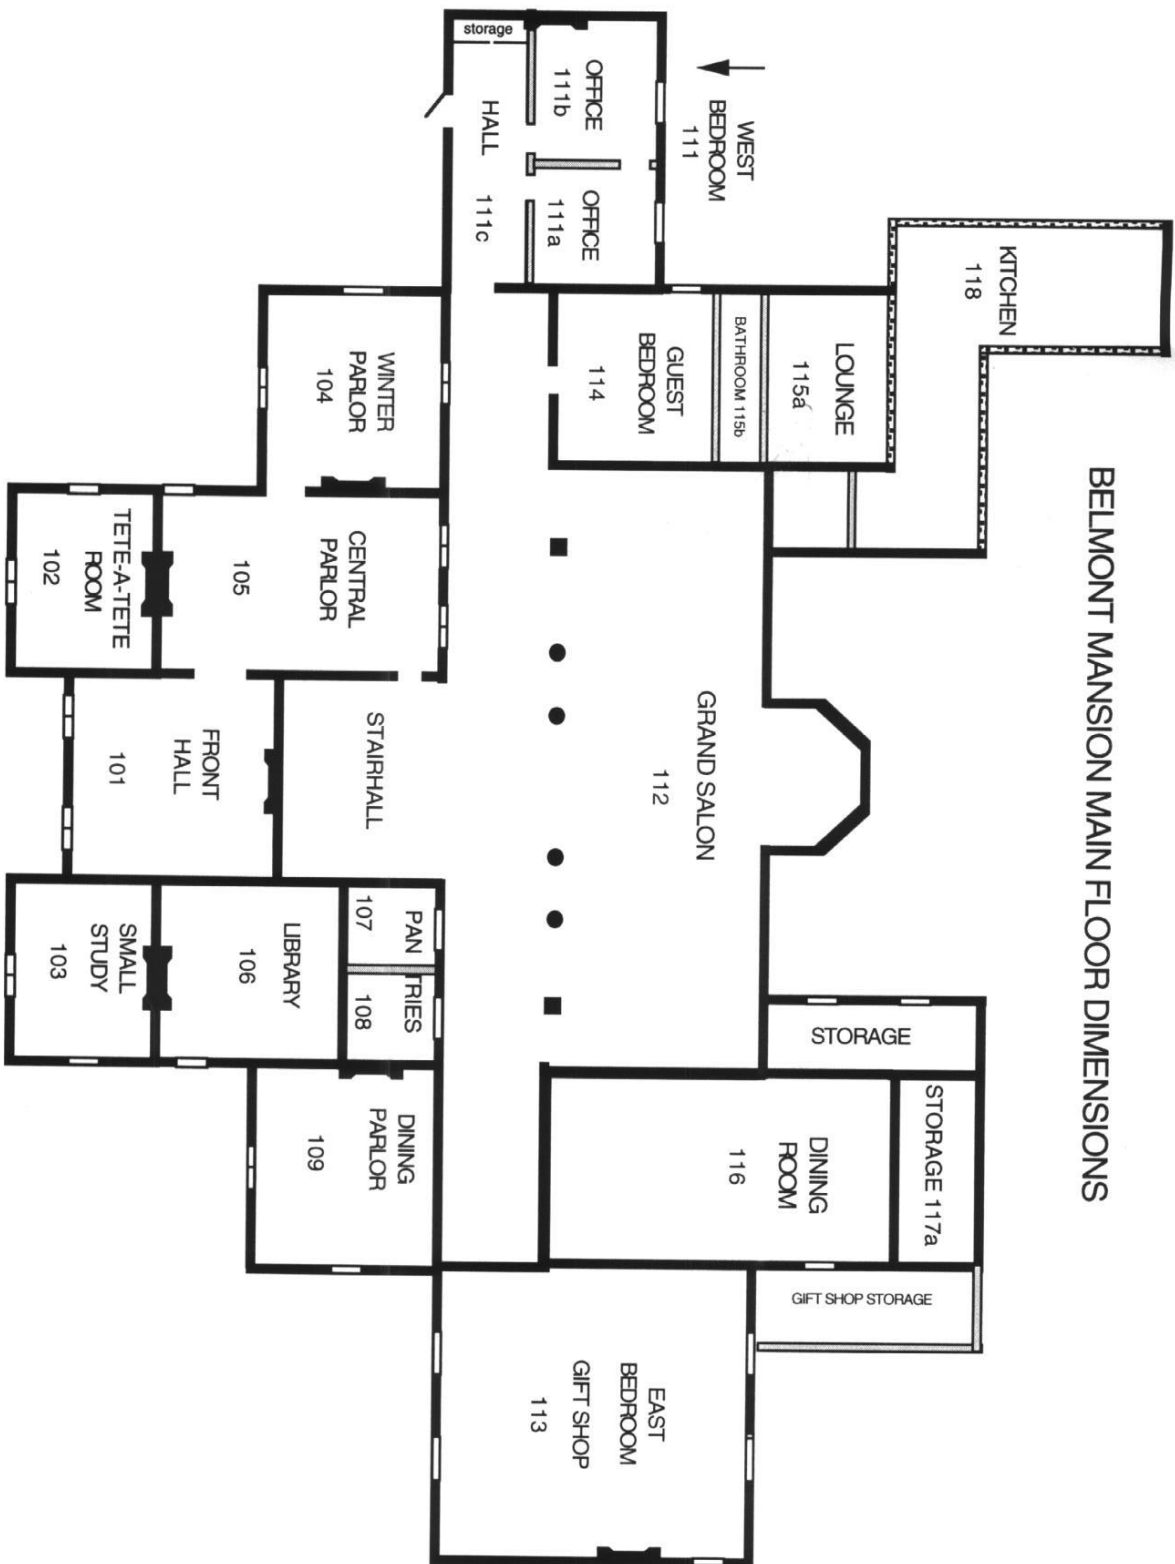 BELMONT MANSION MAIN FLOOR DIMENSIONS
KITCHEN
118
WEST
BEDROOM
111
OFFICE
111b
OFFICE
111a
storage
HALL
111c
LOUNGE
115a
BATHROOM 115b
GUEST
BEDROOM
114
GRAND SALON
112
STORAGE
STORAGE 117a
DINING
ROOM
116
GIFT SHOP STORAGE
EAST
BEDROOM
GIFT SHOP
113
WINTER
PARLOR
104
CENTRAL
PARLOR
105
TETE-A-TETE
ROOM
102
STAIRHALL
FRONT
HALL
101
PAN
107
TRIES
108
LIBRARY
106
SMALL
STUDY
103
DINING
PARLOR
109